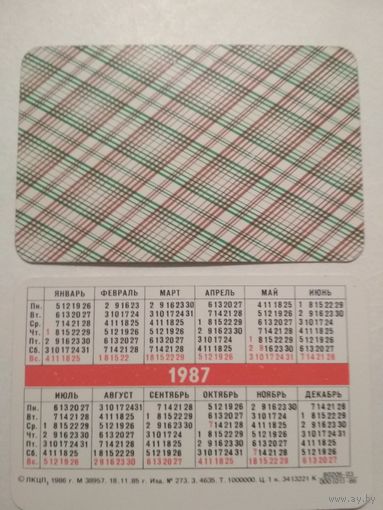 ЯНВАРЬ ФЕВРАЛЬ МАРТ АПРЕЛЬ МАЙ ИЮНЬ
Пн. 5 12 19 26 2 9 16 23 2 9 16 23 30 6 13 20 27 4 11 18 25 1 8 15 22 29
Вт. 6 13 20 27 3 10 17 24 3 10 17 24 31 7 14 21 28 5 12 19 26 2 9 16 23 30
Ср. 7 14 21 28 4 11 18 25 4 11 18 25 1 8 15 22 29 6 13 20 27 3 10 17 24
Чт. 1 8 15 22 29 5 12 19 26 5 12 19 26 2 9 16 23 30 7 14 21 28 4 11 18 25
Пт. 2 9 16 23 30 6 13 20 27 6 13 20 27 3 10 17 24 1 8 15 22 29 5 12 19 26
Сб. 3 10 17 24 31 7 14 21 28 7 14 21 28 4 11 18 25 2 9 16 23 30 6 13 20 27
Вс. 4 11 18 25 1 8 15 22 1 8 15 22 29 5 12 19 26 3 10 17 24 31 7 14 21 28
1987
ИЮЛЬ АВГУСТ СЕНТЯБРЬ ОКТЯБРЬ НОЯБРЬ ДЕКАБРЬ
Пн. 6 13 20 27 3 10 17 24 31 7 14 21 28 5 12 19 26 2 9 16 23 30 7 14 21 28
Вт. 7 14 21 28 4 11 18 25 1 8 15 22 29 6 13 20 27 3 10 17 24 1 8 15 22 29
Ср. 1 8 15 22 29 5 12 19 26 2 9 16 23 30 7 14 21 28 4 11 18 25 2 9 16 23 30
Чт. 2 9 16 23 30 6 13 20 27 3 10 17 24 1 8 15 22 29 5 12 19 26 3 10 17 24 31
Пт. 3 10 17 24 31 7 14 21 28 4 11 18 25 2 9 16 23 30 6 13 20 27 4 11 18 25
Сб. 4 11 18 25 1 8 15 22 29 5 12 19 26 3 10 17 24 31 7 14 21 28 5 12 19 26
Вс. 5 12 19 26 2 9 16 23 30 6 13 20 27 4 11 18 25 1 8 15 22 29 6 13 20 27
© ЛКЦП, 1986 г. М 38957. 18.11.85 г. Изд. № 273. З. 4635. Т. 1000000. Ц. 1 к.
ay.by